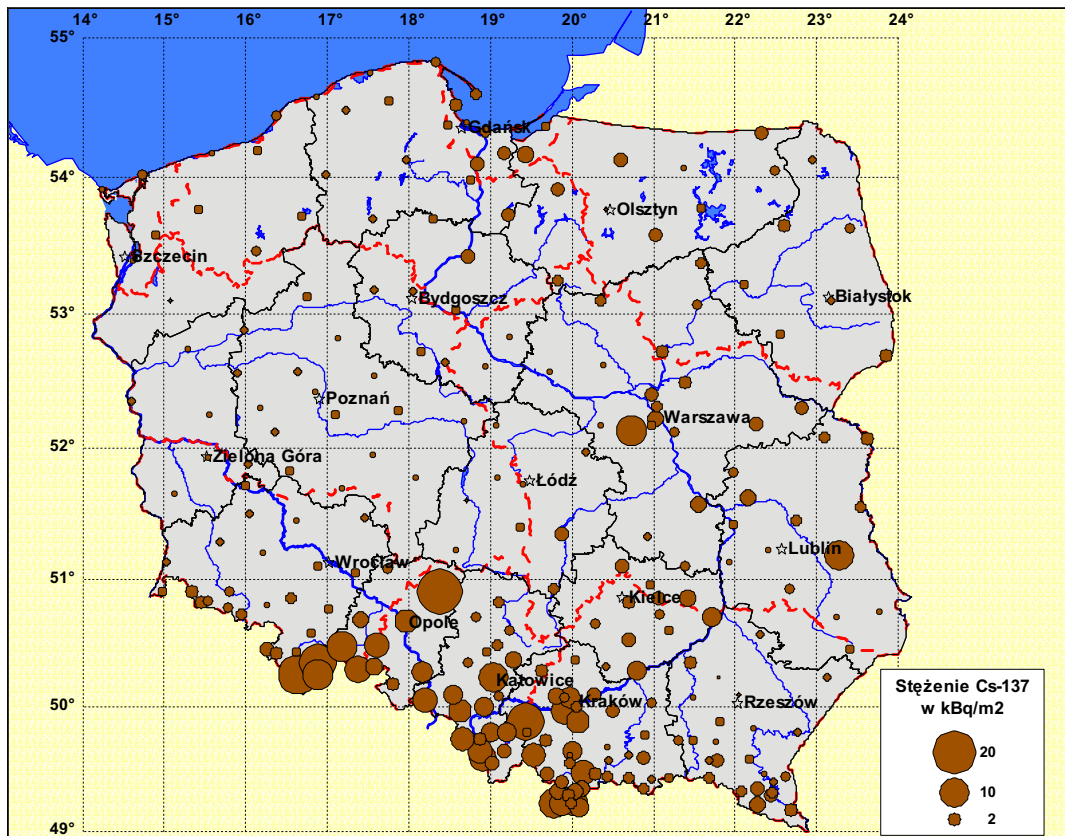 14° 15° 16° 17° 18° 19° 20° 21° 22° 23° 24°
55°
Gdańsk
54°
Olsztyn
Szczecin
Białystok
Bydgoszcz
53°
Poznań
Warszawa
52°
Zielona Góra
Łódź
Lublin
Wrocław
51°
Kielce
Opole
Katowice
Kraków
Rzeszów
50°
49°
Stężenie Cs-137
w kBq/m2
20
10
2